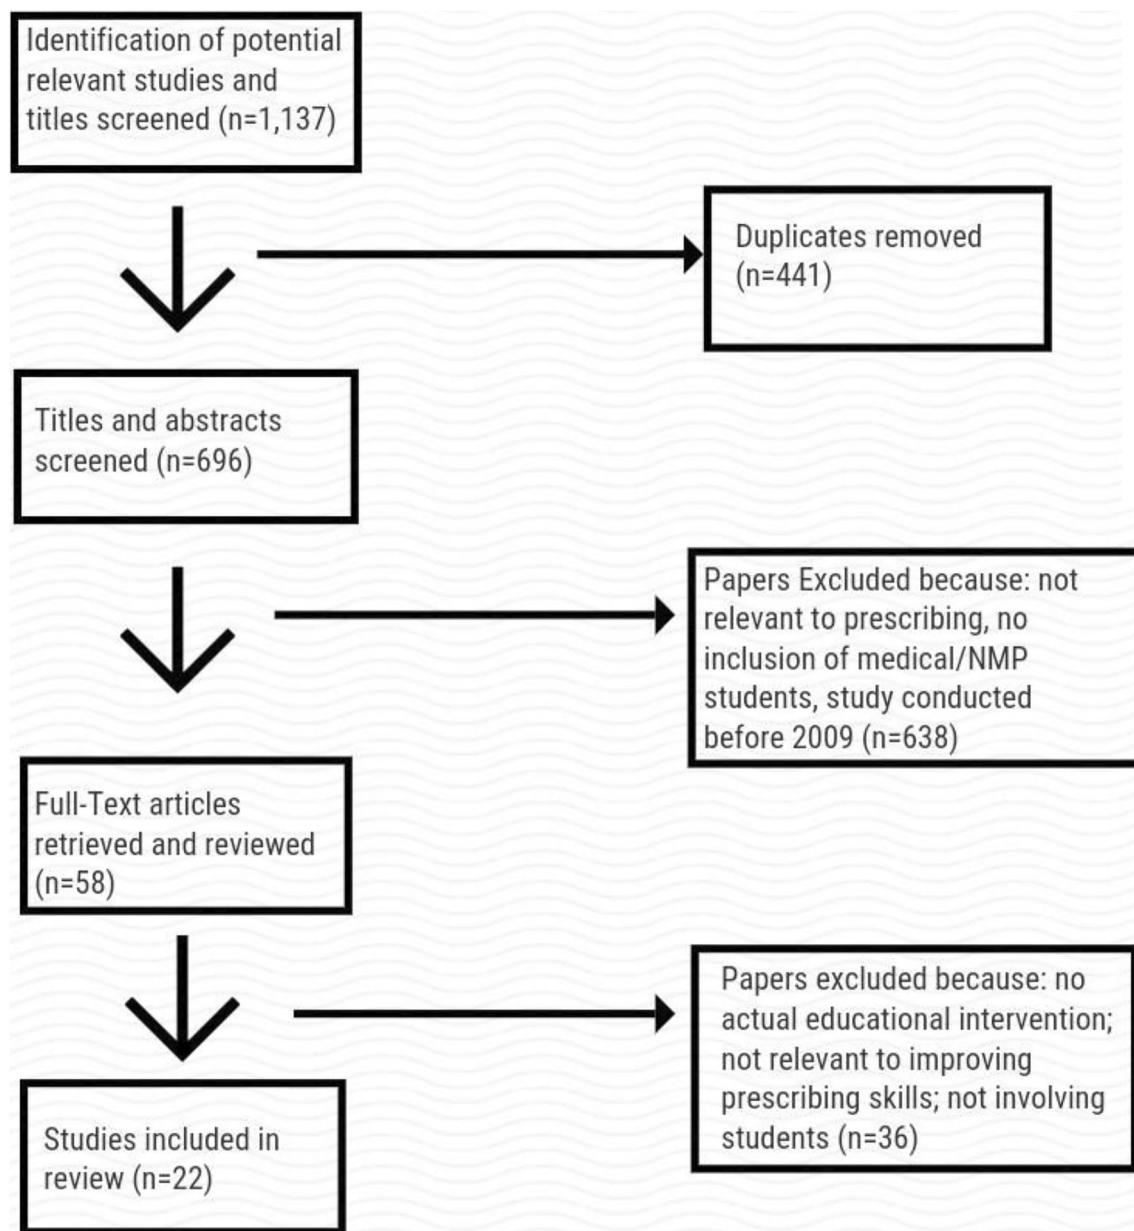 Identification of potential
relevant studies and
titles screened (n=1,137)
Duplicates removed
(n=441)
Titles and abstracts
screened (n=696)
Papers Excluded because: not
relevant to prescribing, no
inclusion of medical/NMP
students, study conducted
before 2009 (n=638)
Full-Text articles
retrieved and reviewed
(n=58)
Papers excluded because: no
actual educational intervention;
not relevant to improving
prescribing skills; not involving
students (n=36)
Studies included in
review (n=22)